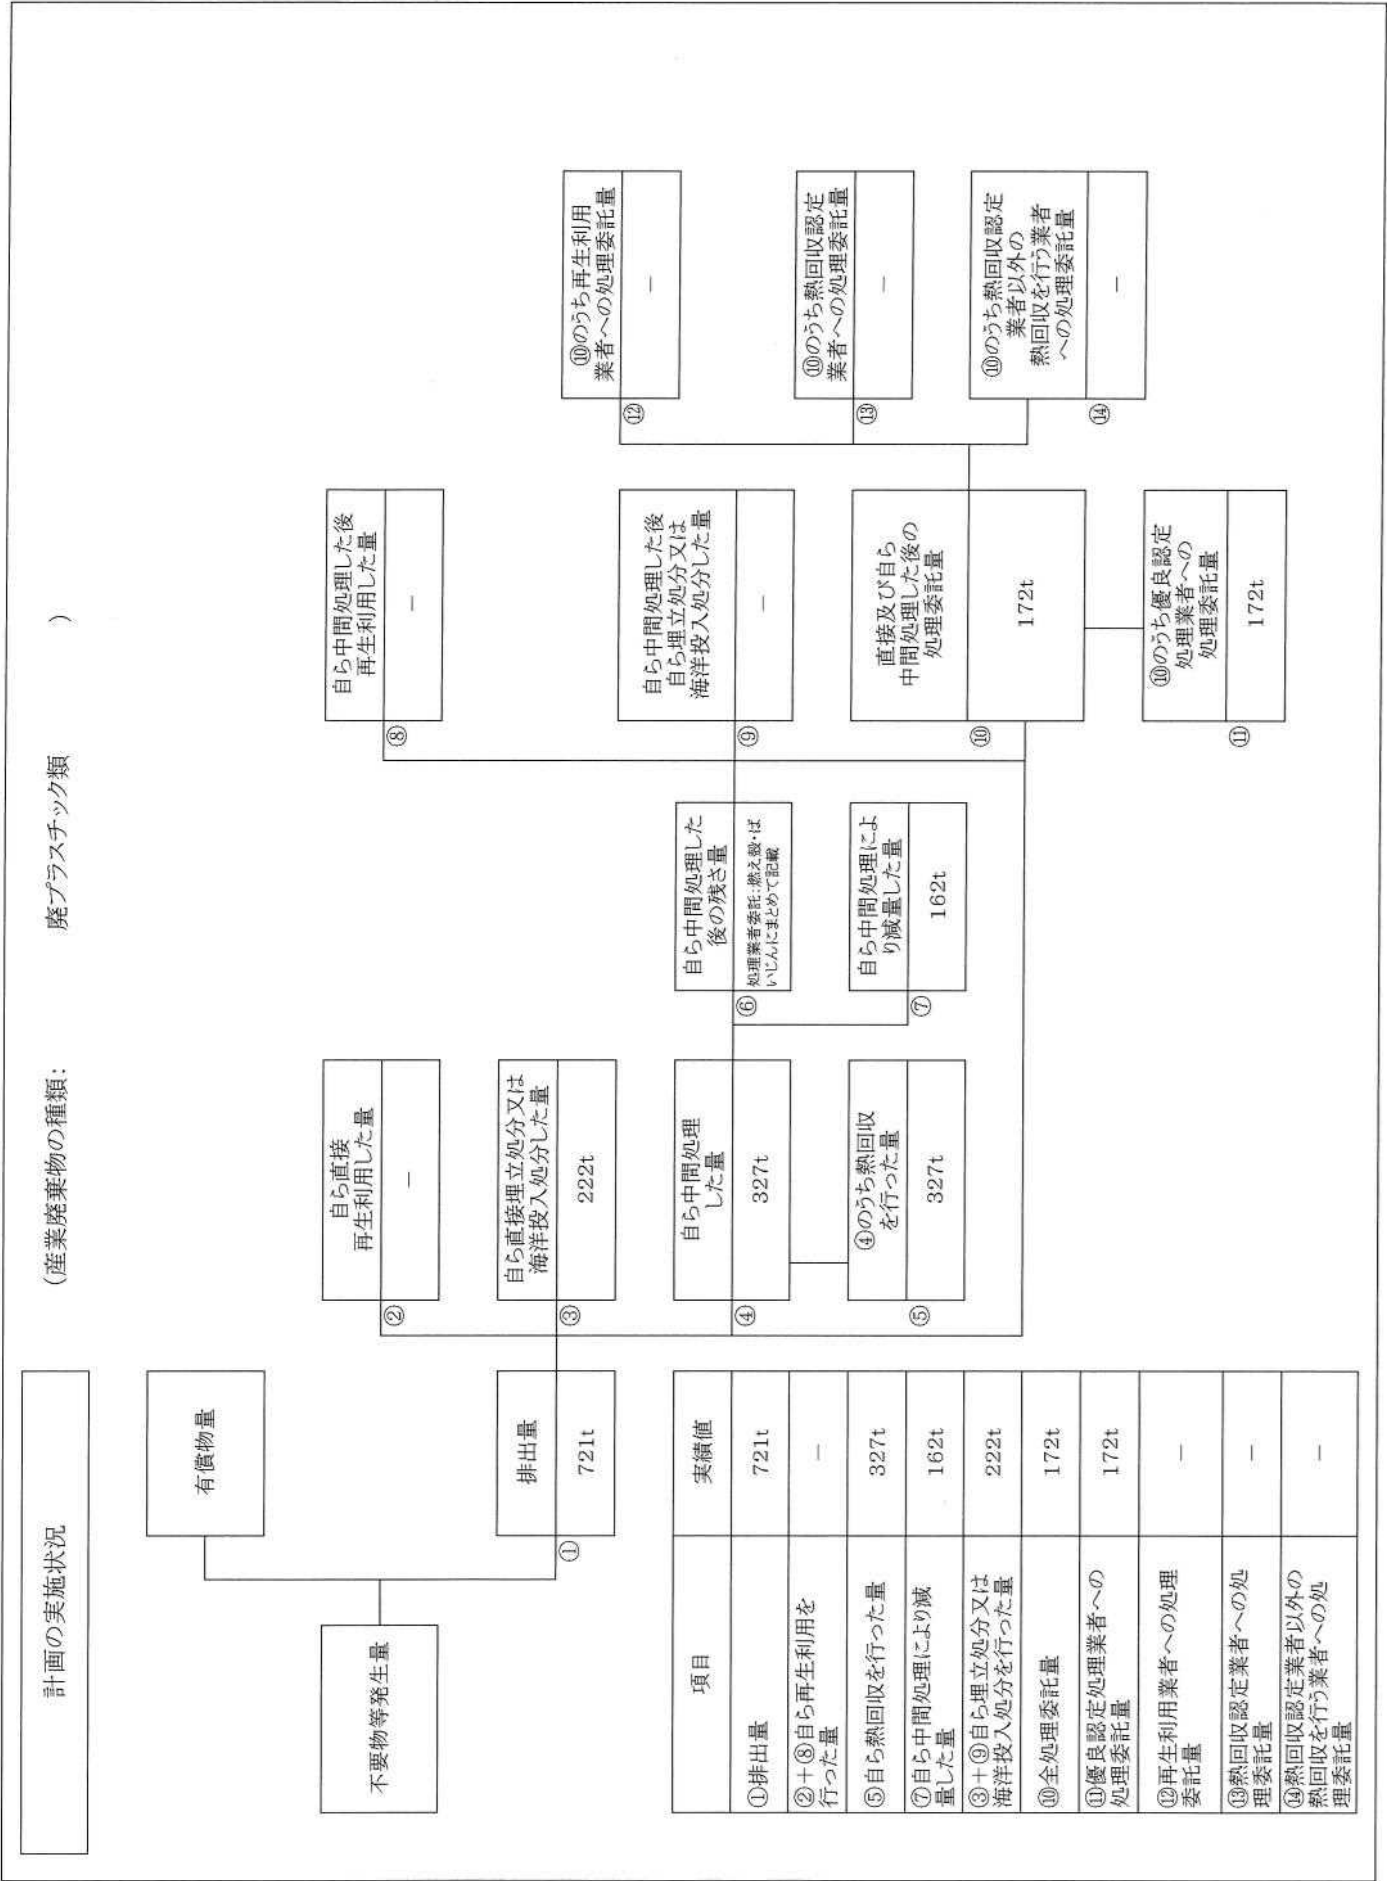 計画の実施状況
(産業廃棄物の種類: 廃プラスチック類 )
不要物等発生量
有償物量
①
排出量
721t
②
自ら直接
再生利用した量
－
③
自ら直接埋立処分又は
海洋投入処分した量
222t
④
自ら中間処理
した量
327t
⑤
④のうち熱回収
を行った量
327t
⑥
自ら中間処理した
後の残さ量
処理業者委託:燃え殻・ば
いじんにまとめて記載
⑦
自ら中間処理によ
り減量した量
162t
⑧
自ら中間処理した後
再生利用した量
－
⑨
自ら中間処理した後
自ら埋立処分又は
海洋投入処分した量
－
⑩
直接及び自ら
中間処理した後の
処理委託量
172t
⑪
⑩のうち優良認定
処理業者への
処理委託量
172t
⑫
⑩のうち再生利用
業者への処理委託量
－
⑬
⑩のうち熱回収認定
業者への処理委託量
－
⑭
⑩のうち熱回収認定
業者以外の
熱回収を行う業者
への処理委託量
－
項目 実績値
①排出量 721t
②＋⑧自ら再生利用を
行った量 －
⑤自ら熱回収を行った量 327t
⑦自ら中間処理により減
量した量 162t
③＋⑨自ら埋立処分又は
海洋投入処分を行った量 222t
⑩全処理委託量 172t
⑪優良認定処理業者への
処理委託量 172t
⑫再生利用業者への処理
委託量 －
⑬熱回収認定業者への処
理委託量 －
⑭熱回収認定業者以外の
熱回収を行う業者への処
理委託量 －